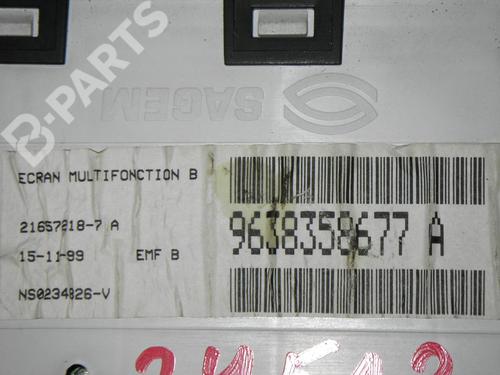 B-PARTS
SAGEM
ECRAN MULTIFONCTION B
21657218-7 A
15-11-99 EMF B
NS0234826-V
9638358677 A